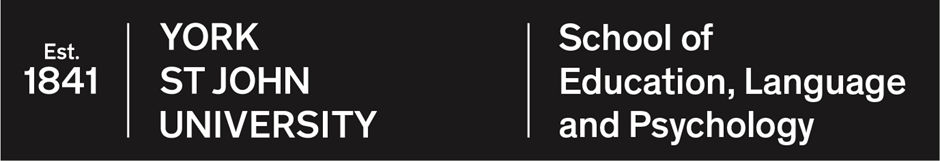 Est.
1841
YORK
ST JOHN
UNIVERSITY
School of
Education, Language
and Psychology